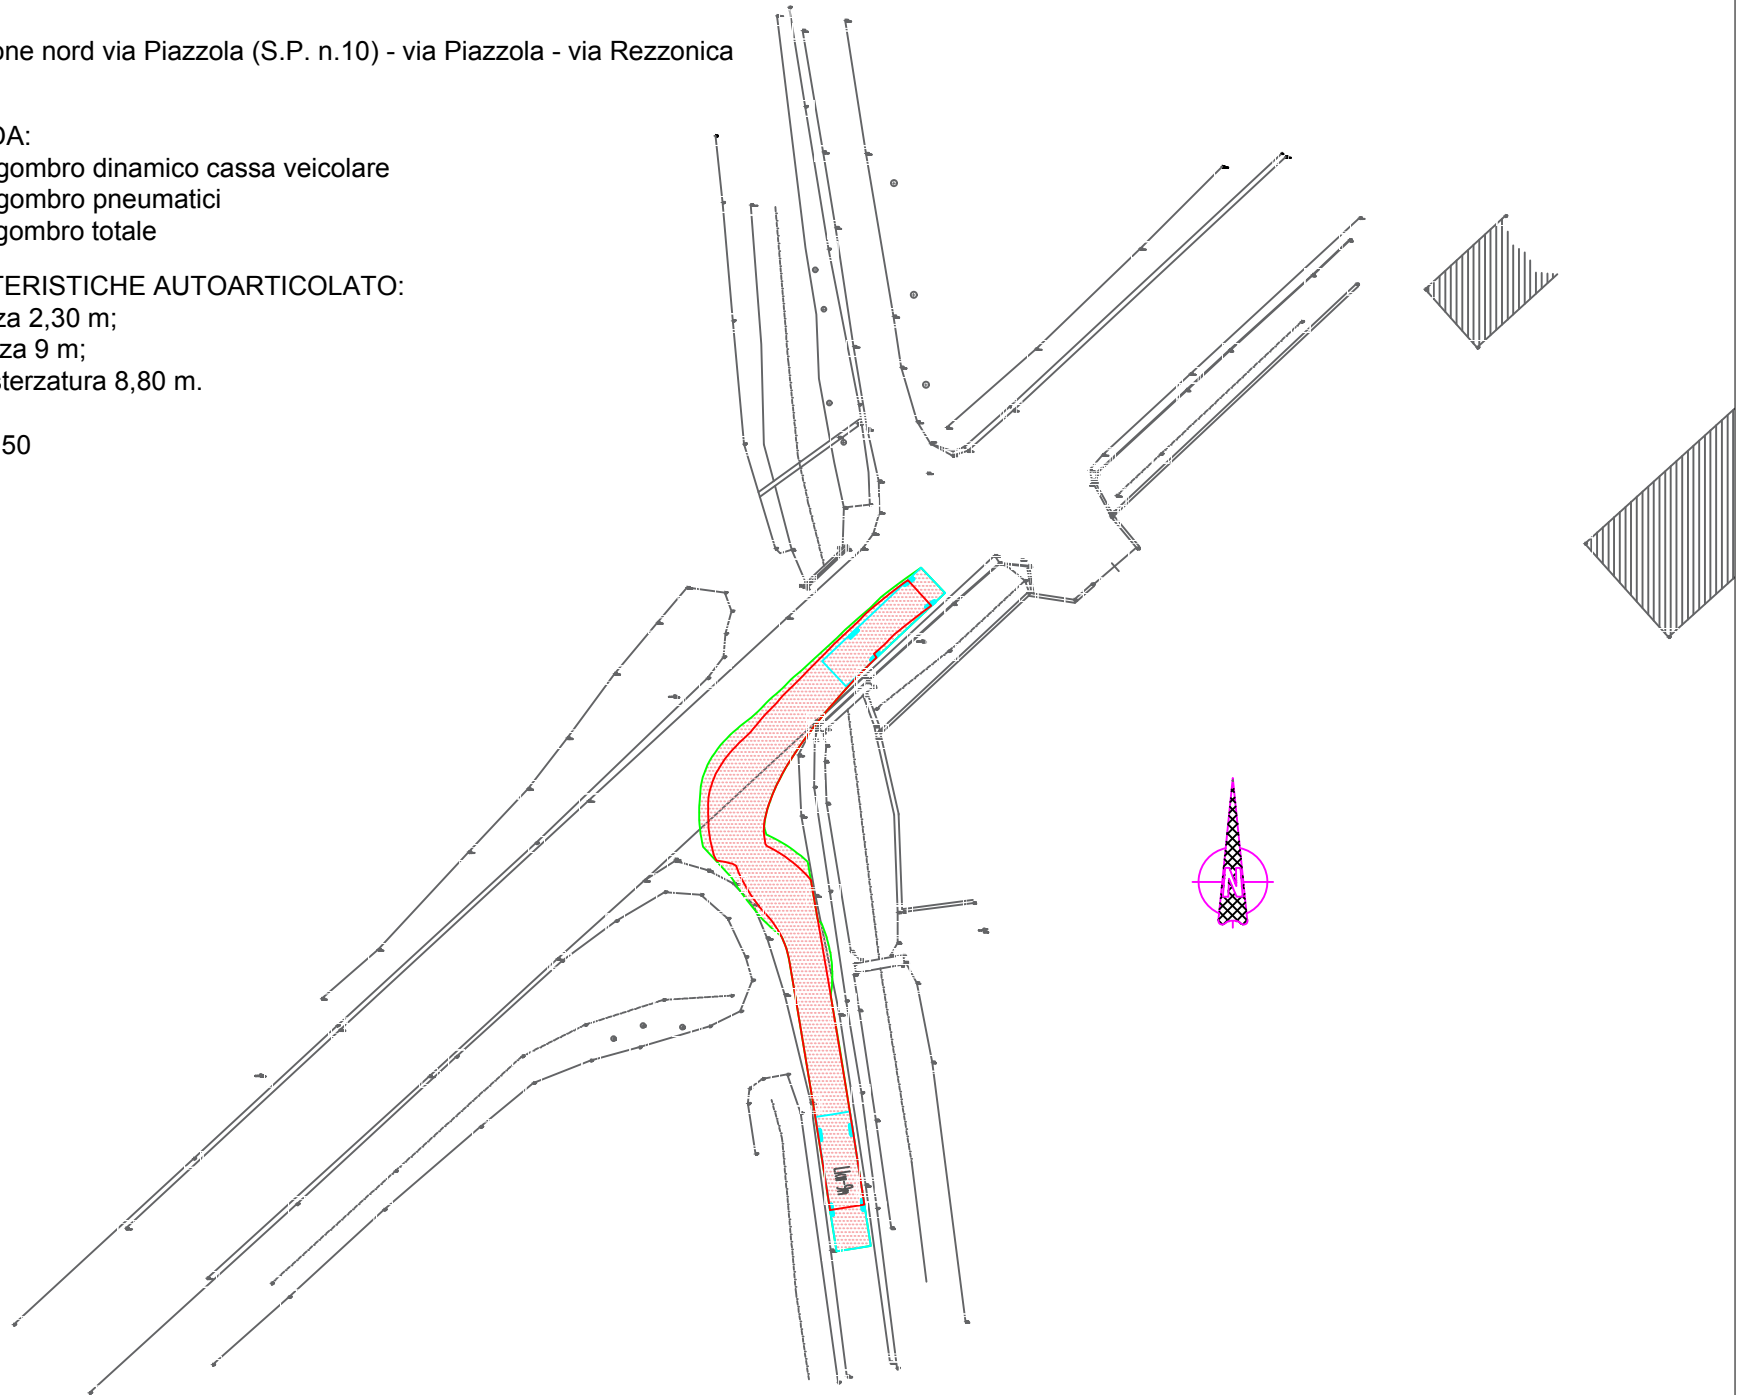 one nord via Piazzola (S.P. n.10) - via Piazzola - via Rezzonica
DA:
gombro dinamico cassa veicolare
gombro pneumatici
gombro totale
TERISTICHE AUTOARTICOLATO:
za 2,30 m;
za 9 m;
sterzatura 8,80 m.
50
N